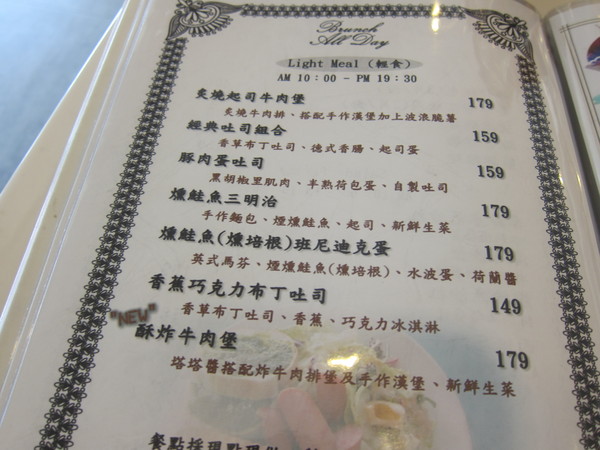 Brunch
All Day
Light Meal (輕食)
AM 10：00 - PM 19：30
炙燒起司牛肉堡 179
炙燒牛肉排、搭配手作漢堡加上波浪脆薯
經典吐司組合 159
香草布丁吐司、德式香腸、起司蛋
豚肉蛋吐司 159
黑胡椒里肌肉、半熟荷包蛋、自製吐司
燻鮭魚三明治 179
手作麵包、煙燻鮭魚、起司、新鮮生菜
燻鮭魚(燻培根)班尼迪克蛋 179
英式馬芬、煙燻鮭魚(燻培根)、水波蛋、荷蘭醬
香蕉巧克力布丁吐司 149
香草布丁吐司、香蕉、巧克力冰淇淋
"NEW"
酥炸牛肉堡 179
塔塔醬搭配炸牛肉排堡及手作漢堡、新鮮生菜
餐點採現點現